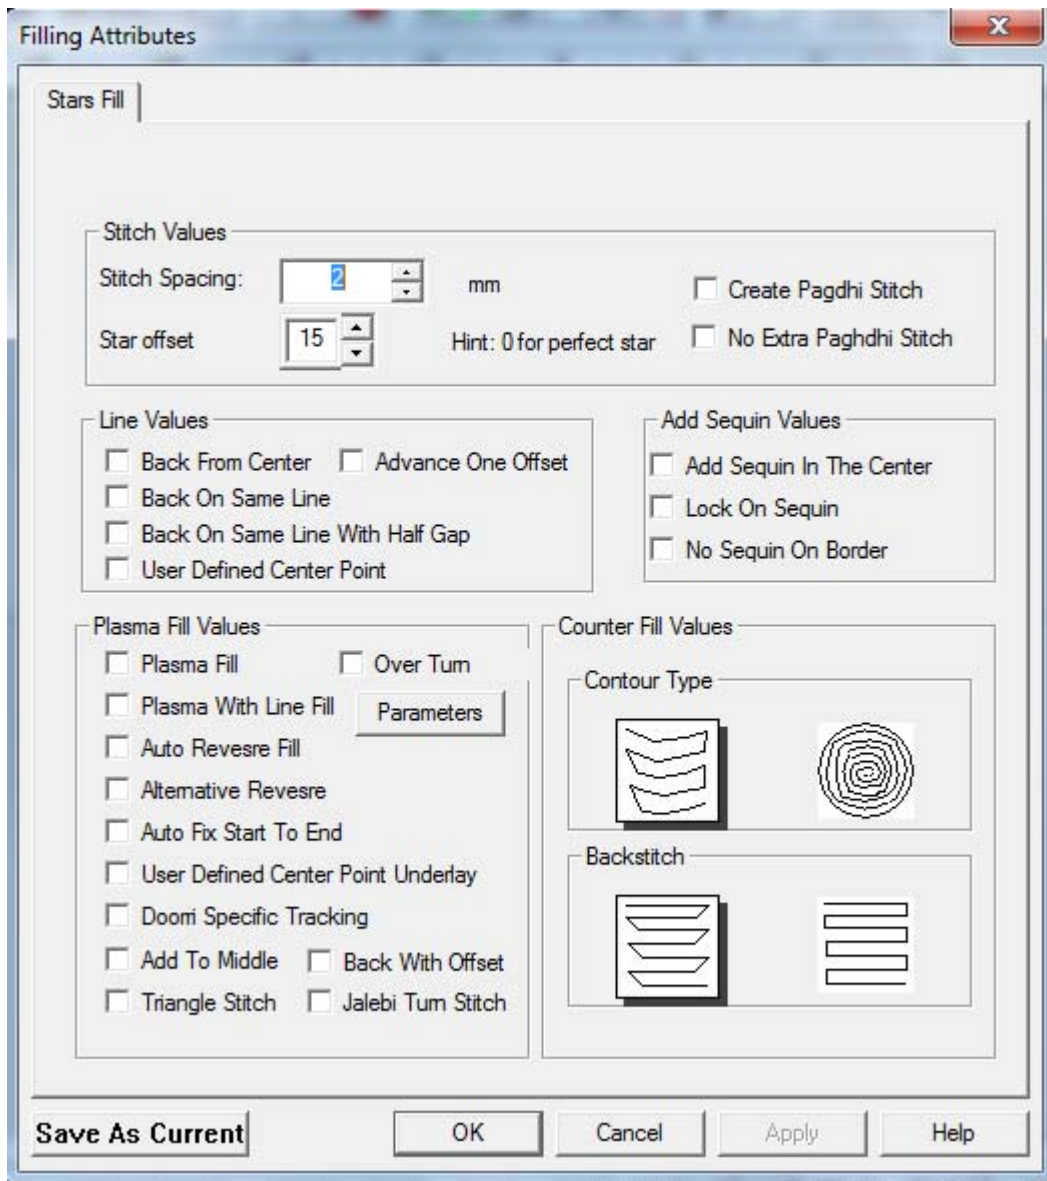 Filling Attributes
Stars Fill
Stitch Values
Stitch Spacing: 2 mm
Create Pagdhi Stitch
Star offset 15 Hint: 0 for perfect star
No Extra Paghdhi Stitch
Line Values
Back From Center Advance One Offset
Back On Same Line
Back On Same Line With Half Gap
User Defined Center Point
Add Sequin Values
Add Sequin In The Center
Lock On Sequin
No Sequin On Border
Plasma Fill Values
Plasma Fill Over Turn
Plasma With Line Fill Parameters
Auto Revesre Fill
Alternative Revesre
Auto Fix Start To End
User Defined Center Point Underlay
Doorri Specific Tracking
Add To Middle Back With Offset
Triangle Stitch Jalebi Turn Stitch
Counter Fill Values
Contour Type
Backstitch
Save As Current OK Cancel Apply Help